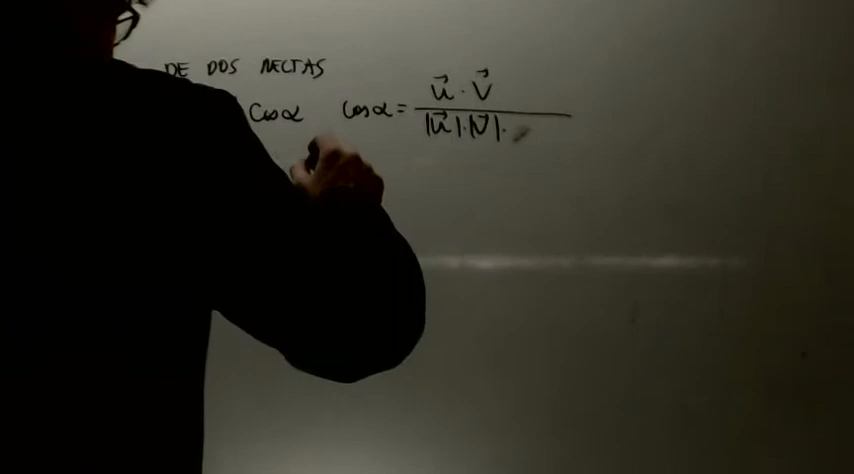 DE DOS RECTAS
Cos α cos α = u⃗ · v⃗ / |u⃗|·|v⃗|·